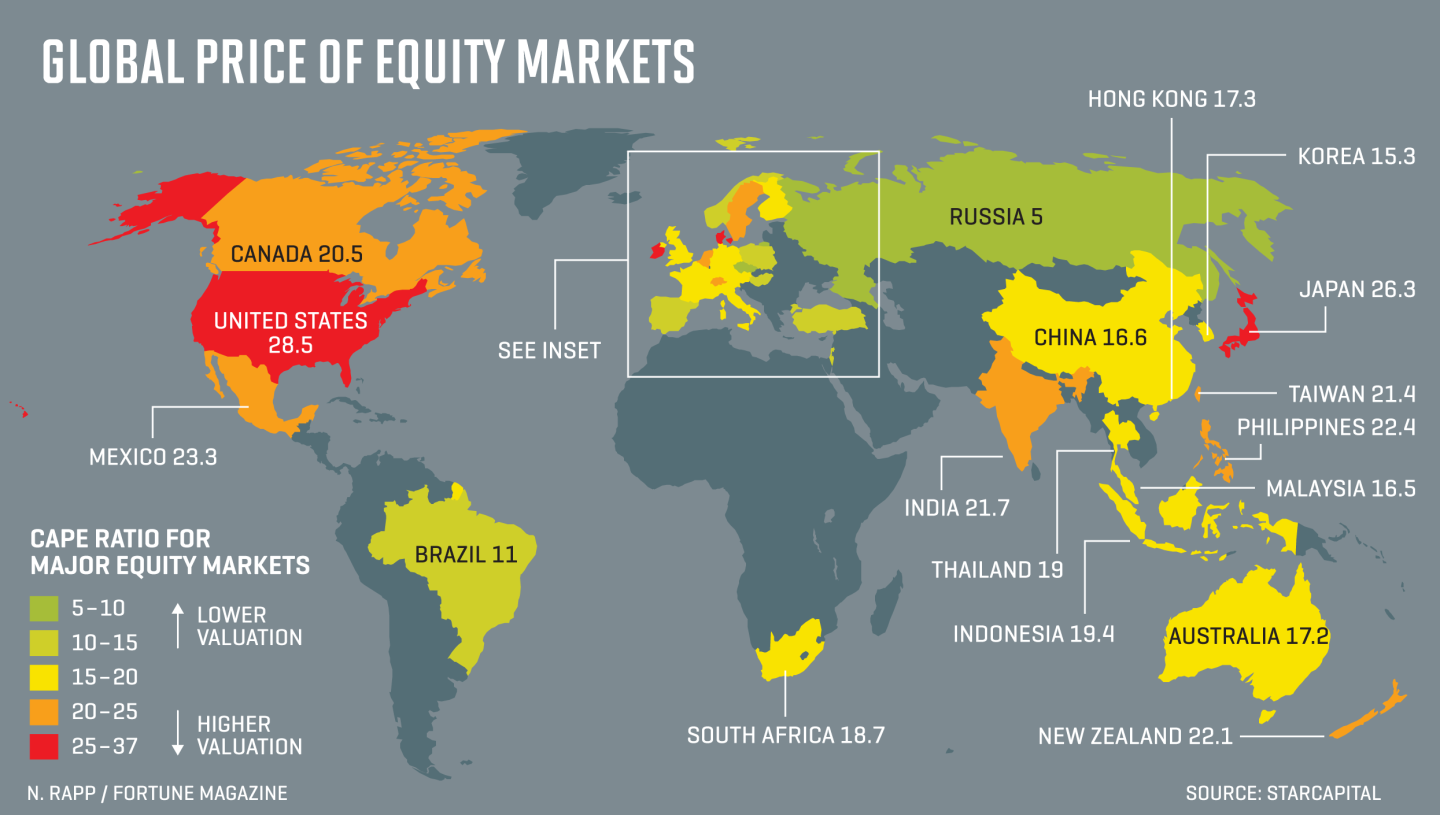 GLOBAL PRICE OF EQUITY MARKETS
HONG KONG 17.3
KOREA 15.3
RUSSIA 5
CANADA 20.5
JAPAN 26.3
UNITED STATES
28.5
CHINA 16.6
SEE INSET
TAIWAN 21.4
PHILIPPINES 22.4
MEXICO 23.3
MALAYSIA 16.5
INDIA 21.7
BRAZIL 11
THAILAND 19
INDONESIA 19.4
AUSTRALIA 17.2
SOUTH AFRICA 18.7
NEW ZEALAND 22.1
CAPE RATIO FOR
MAJOR EQUITY MARKETS
5–10
10–15
15–20
20–25
25–37
LOWER
VALUATION
HIGHER
VALUATION
N. RAPP / FORTUNE MAGAZINE
SOURCE: STARCAPITAL